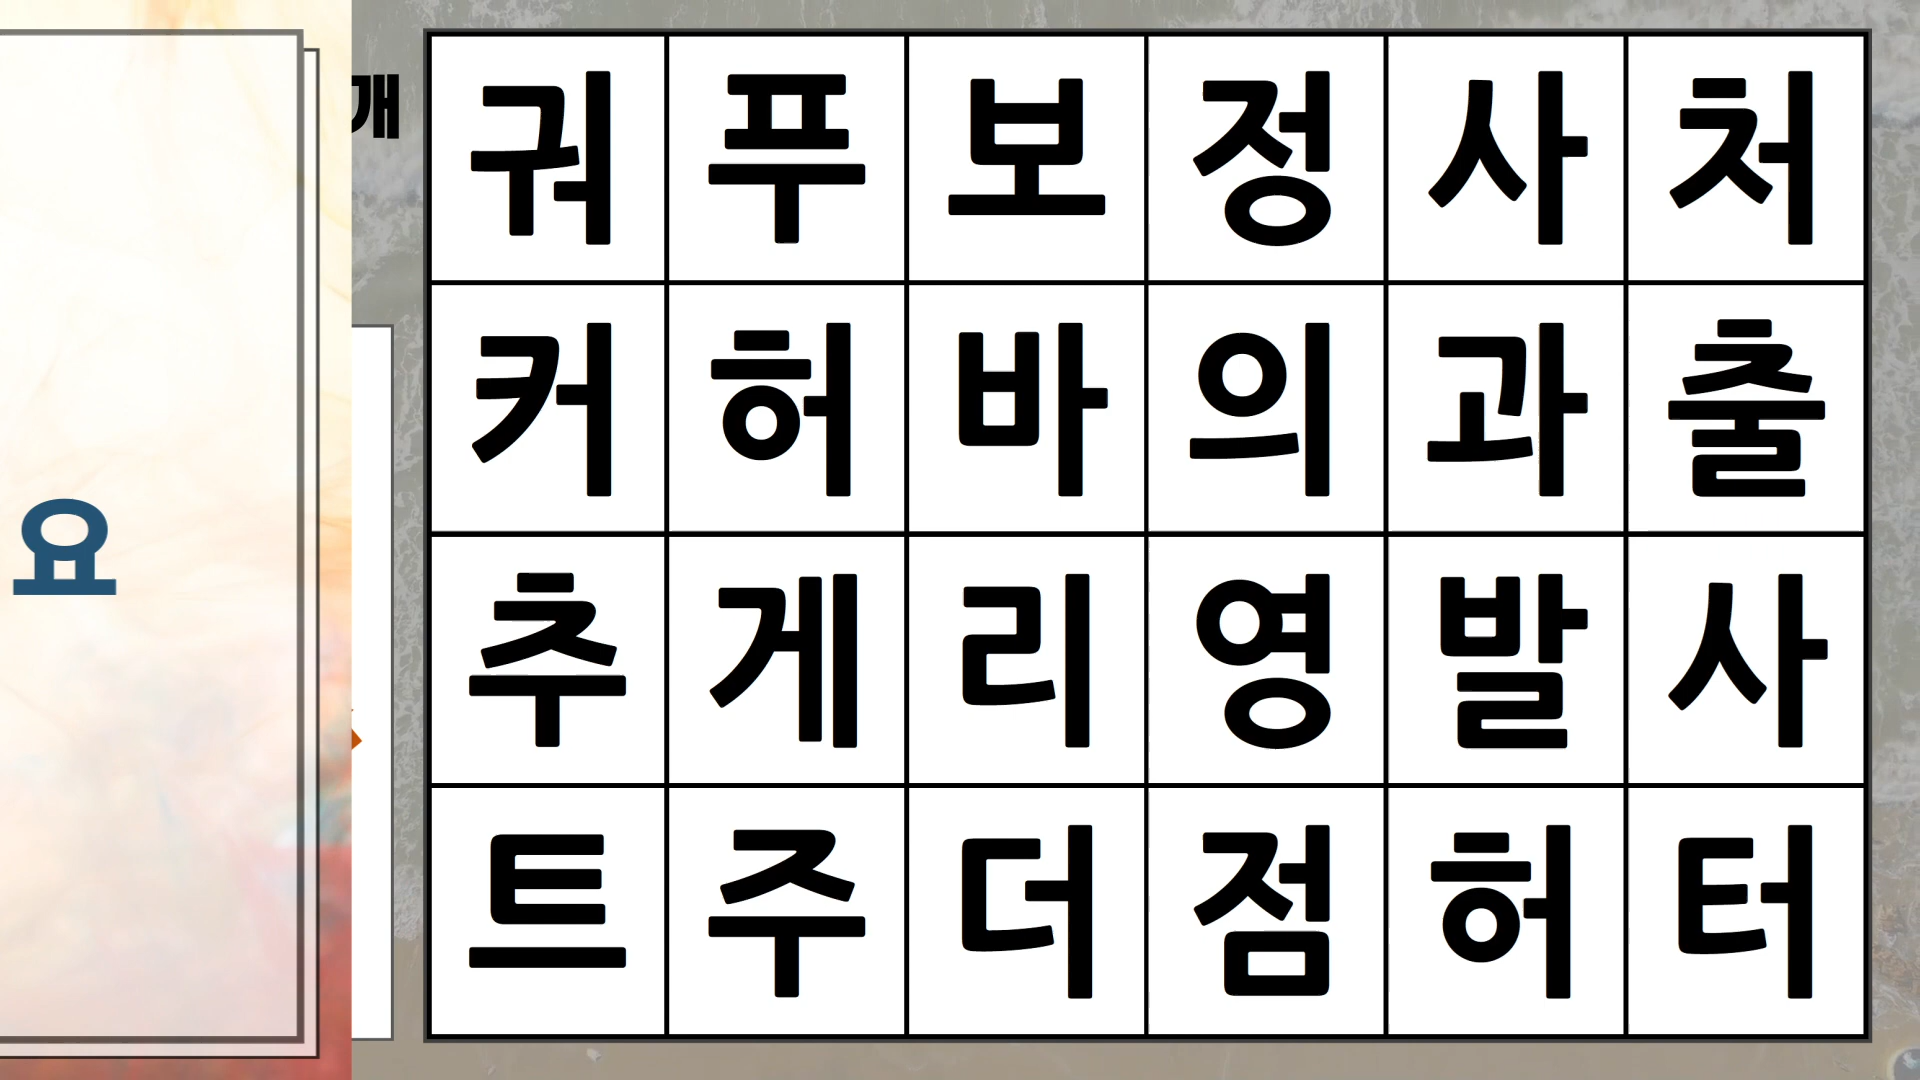 요
개
궈 푸 보 정 사 처
커 허 바 의 과 출
추 게 리 영 발 사
트 주 더 점 허 터